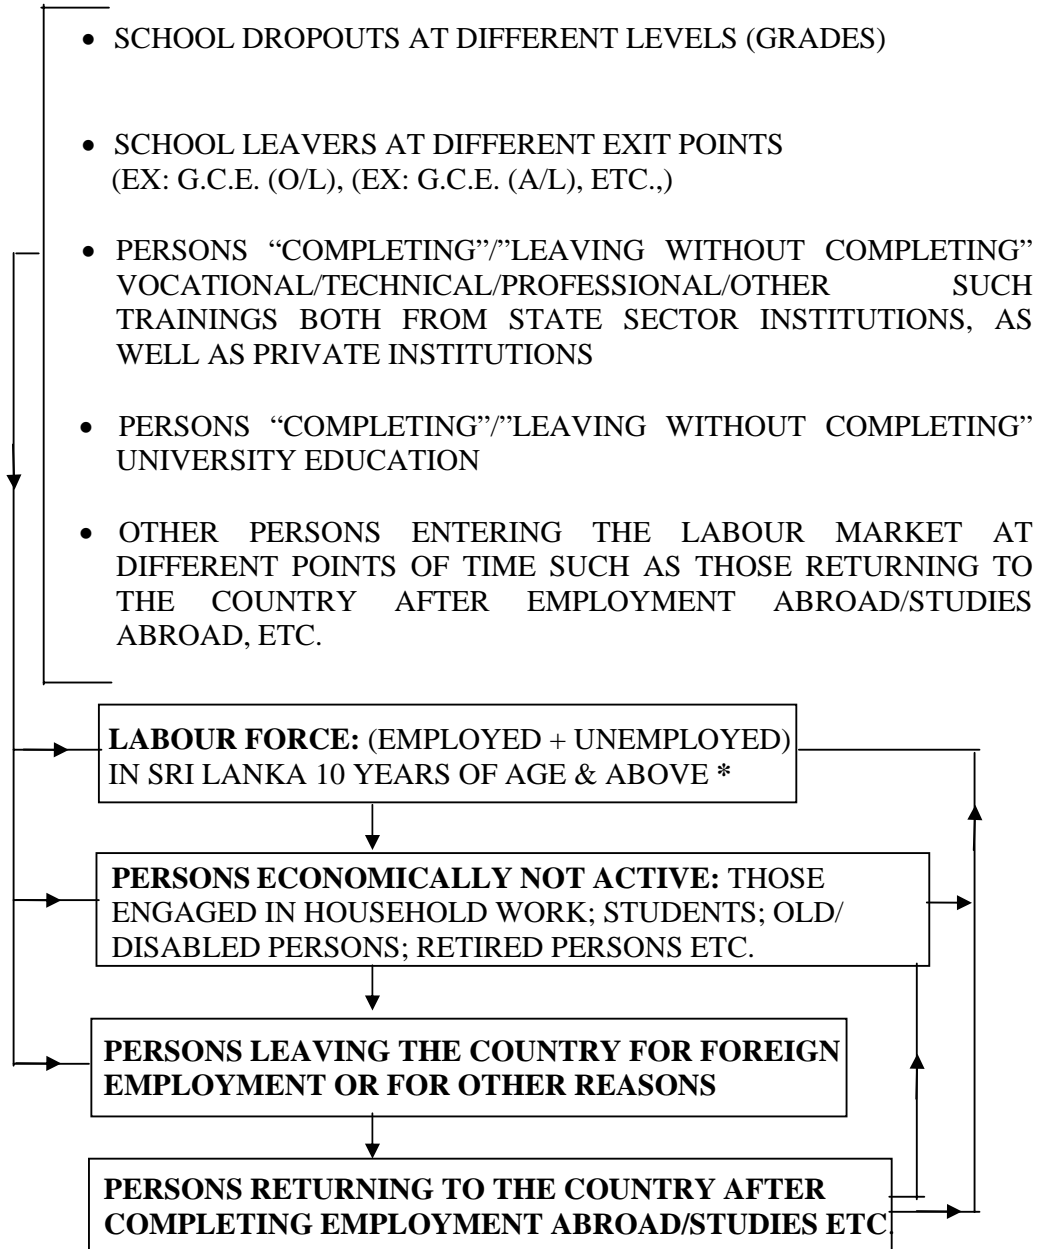 • SCHOOL DROPOUTS AT DIFFERENT LEVELS (GRADES)
• SCHOOL LEAVERS AT DIFFERENT EXIT POINTS
(EX: G.C.E. (O/L), (EX: G.C.E. (A/L), ETC.,)
• PERSONS “COMPLETING”/”LEAVING WITHOUT COMPLETING”
VOCATIONAL/TECHNICAL/PROFESSIONAL/OTHER SUCH
TRAININGS BOTH FROM STATE SECTOR INSTITUTIONS, AS
WELL AS PRIVATE INSTITUTIONS
• PERSONS “COMPLETING”/”LEAVING WITHOUT COMPLETING”
UNIVERSITY EDUCATION
• OTHER PERSONS ENTERING THE LABOUR MARKET AT
DIFFERENT POINTS OF TIME SUCH AS THOSE RETURNING TO
THE COUNTRY AFTER EMPLOYMENT ABROAD/STUDIES
ABROAD, ETC.
LABOUR FORCE: (EMPLOYED + UNEMPLOYED)
IN SRI LANKA 10 YEARS OF AGE & ABOVE *
PERSONS ECONOMICALLY NOT ACTIVE: THOSE
ENGAGED IN HOUSEHOLD WORK; STUDENTS; OLD/
DISABLED PERSONS; RETIRED PERSONS ETC.
PERSONS LEAVING THE COUNTRY FOR FOREIGN
EMPLOYMENT OR FOR OTHER REASONS
PERSONS RETURNING TO THE COUNTRY AFTER
COMPLETING EMPLOYMENT ABROAD/STUDIES ETC.